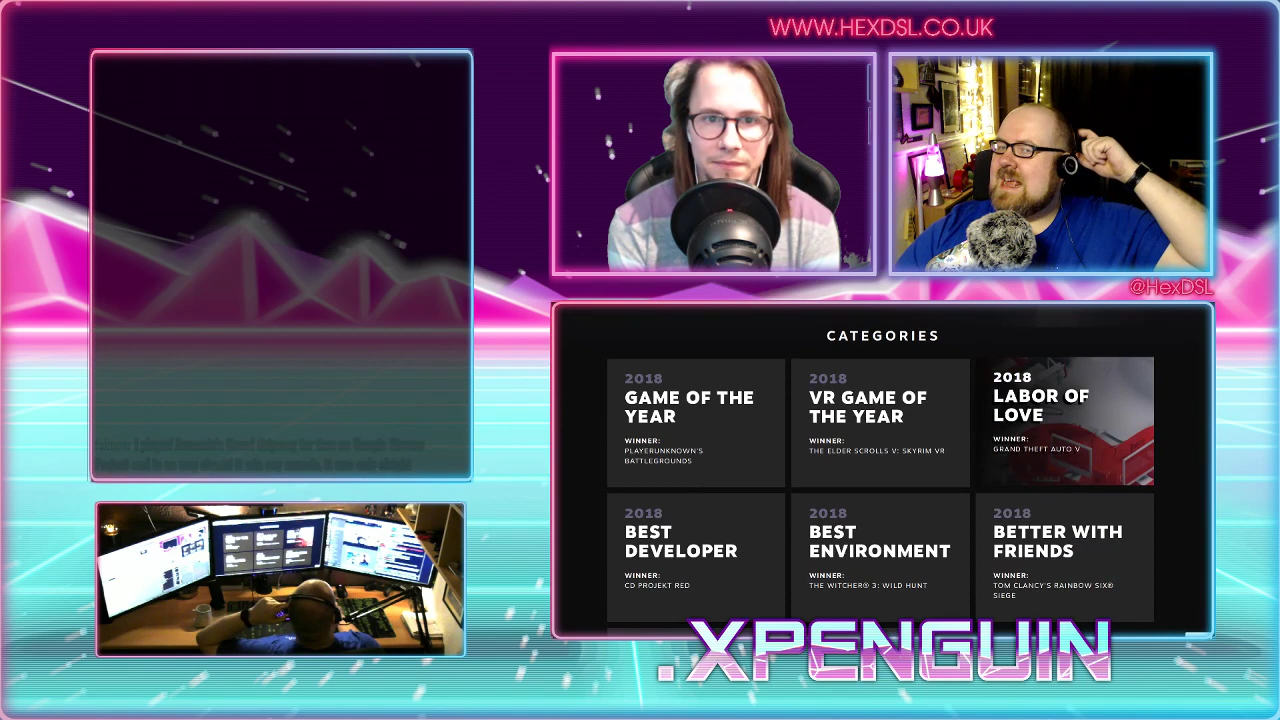 WWW.HEXDSL.CO.UK
@HexDSL
CATEGORIES
2018
GAME OF THE
YEAR
WINNER:
PLAYERUNKNOWN'S
BATTLEGROUNDS
2018
VR GAME OF
THE YEAR
WINNER:
THE ELDER SCROLLS V: SKYRIM VR
2018
LABOR OF
LOVE
WINNER:
GRAND THEFT AUTO V
2018
BEST
DEVELOPER
WINNER:
CD PROJEKT RED
2018
BEST
ENVIRONMENT
WINNER:
THE WITCHER® 3: WILD HUNT
2018
BETTER WITH
FRIENDS
WINNER:
TOM CLANCY'S RAINBOW SIX®
SIEGE
.XPENGUIN